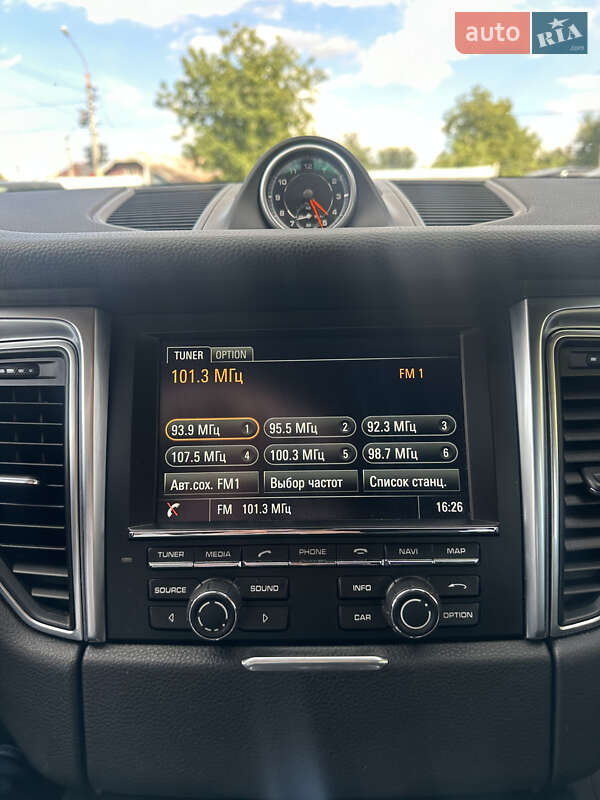 auto RIA .com
12
TUNER OPTION
101.3 МГц FM 1
93.9 МГц 1 95.5 МГц 2 92.3 МГц 3
107.5 МГц 4 100.3 МГц 5 98.7 МГц 6
Авт.сох. FM1 Выбор частот Список станц.
FM 101.3 МГц 16:26
TUNER MEDIA PHONE NAVI MAP
SOURCE SOUND INFO
CAR OPTION